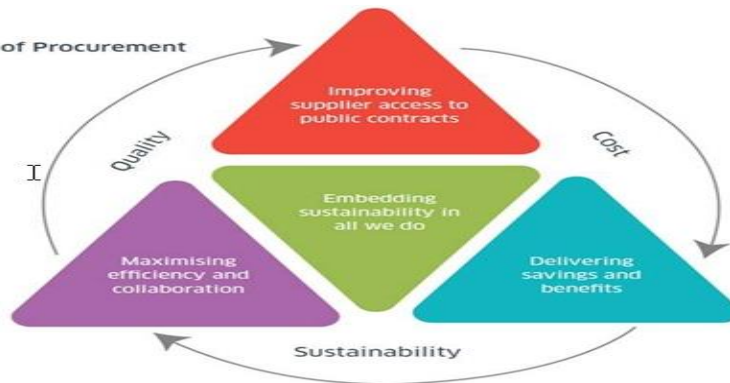 of Procurement
Improving
supplier access to
public contracts
Quality
Cost
Embedding
sustainability in
all we do
Maximising
efficiency and
collaboration
Delivering
savings and
benefits
Sustainability